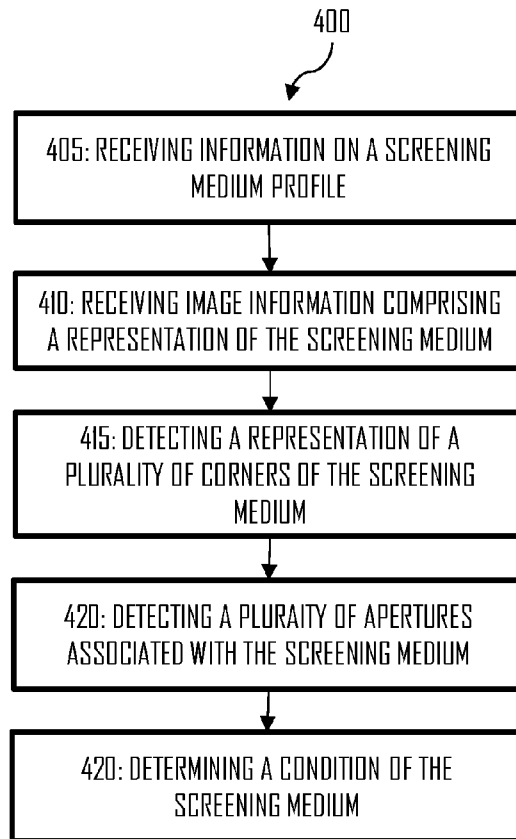 400
405: RECEIVING INFORMATION ON A SCREENING
MEDIUM PROFILE
410: RECEIVING IMAGE INFORMATION COMPRISING
A REPRESENTATION OF THE SCREENING MEDIUM
415: DETECTING A REPRESENTATION OF A
PLURALITY OF CORNERS OF THE SCREENING
MEDIUM
420: DETECTING A PLURAITY OF APERTURES
ASSOCIATED WITH THE SCREENING MEDIUM
420: DETERMINING A CONDITION OF THE
SCREENING MEDIUM